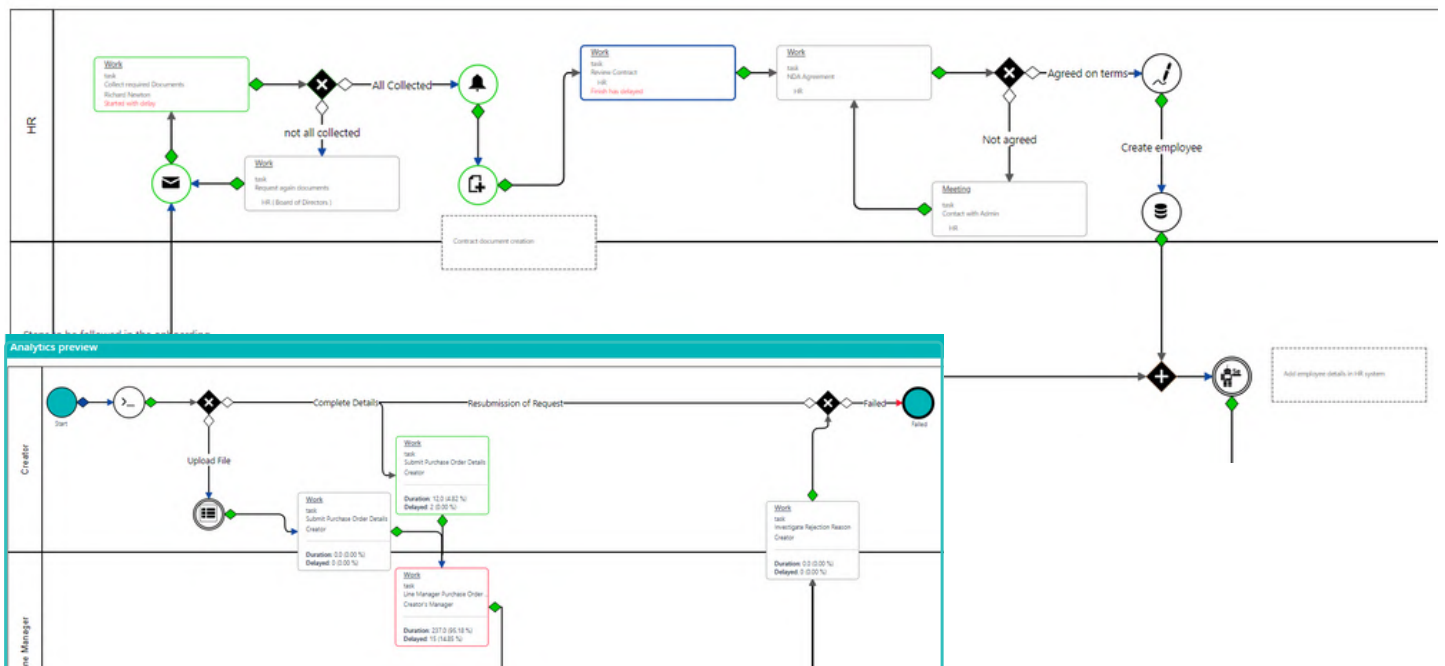 HR
Work
task
Collect required Documents
Richard Newton
Started with delay
All Collected
not all collected
Work
task
Request again documents
HR ( Board of Directors )
Contract document creation
Work
task
Review Contract
HR
Finish has delayed
Work
task
NDA Agreement
HR
Agreed on terms
Not agreed
Meeting
task
Contact with Admin
HR
Create employee
Add employee details in HR system
Analytics preview
Creator
Start
Complete Details
Resubmission of Request
Failed
Failed
Upload File
Work
task
Submit Purchase Order Details
Creator
Duration: 12.0 (4.82 %)
Delayed: 2 (0.00 %)
Work
task
Submit Purchase Order Details
Creator
Duration: 0.0 (0.00 %)
Delayed: 0 (0.00 %)
Work
task
Investigate Rejection Reason
Creator
Duration: 0.0 (0.00 %)
Delayed: 0 (0.00 %)
ne Manager
Work
task
Line Manager Purchase Order ...
Creator's Manager
Duration: 237.0 (95.18 %)
Delayed: 15 (14.85 %)